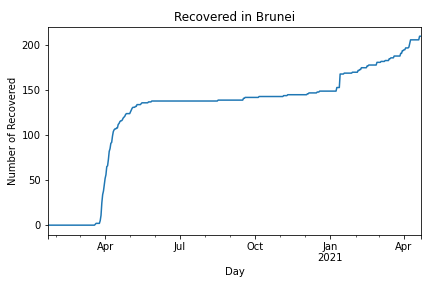 Recovered in Brunei
Number of Recovered
200
150
100
50
0
Apr
Jul
Oct
Jan
2021
Apr
Day